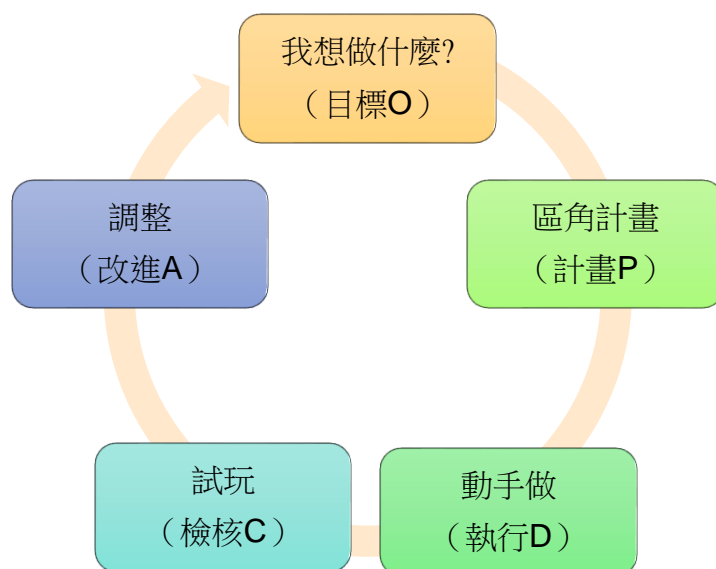 我想做什麼?
（目標O）
區角計畫
（計畫P）
動手做
（執行D）
試玩
（檢核C）
調整
（改進A）